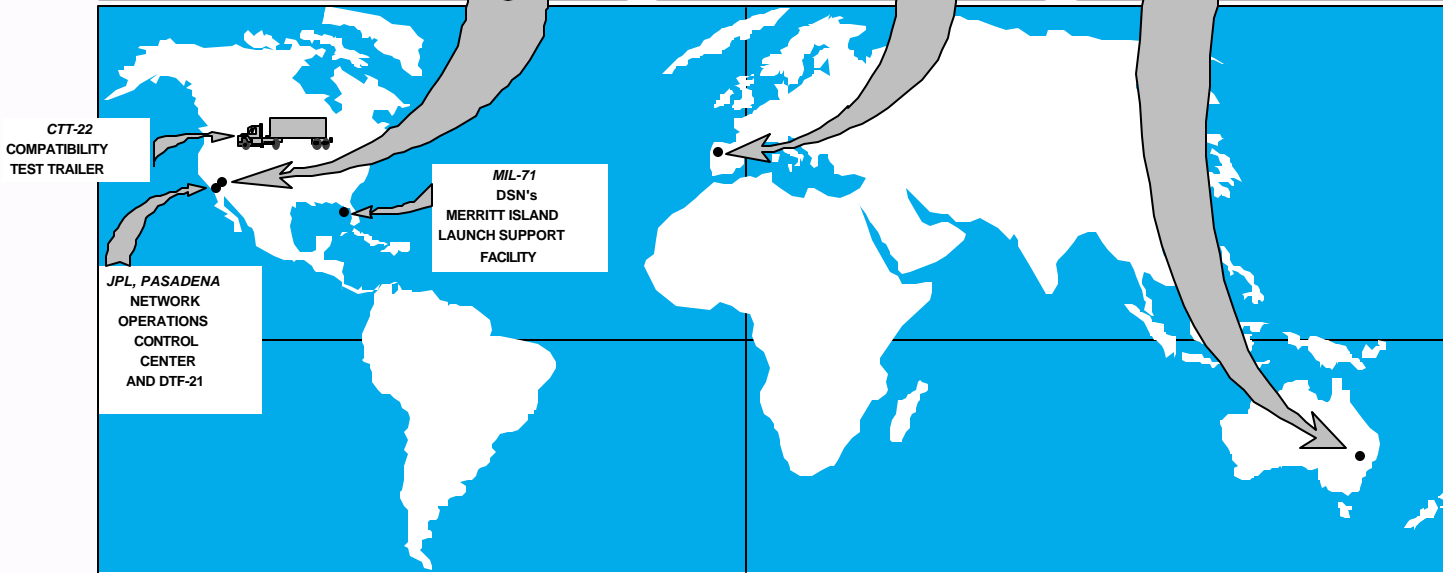 CTT-22
COMPATIBILITY
TEST TRAILER
MIL-71
DSN's
MERRITT ISLAND
LAUNCH SUPPORT
FACILITY
JPL, PASADENA
NETWORK
OPERATIONS
CONTROL
CENTER
AND DTF-21